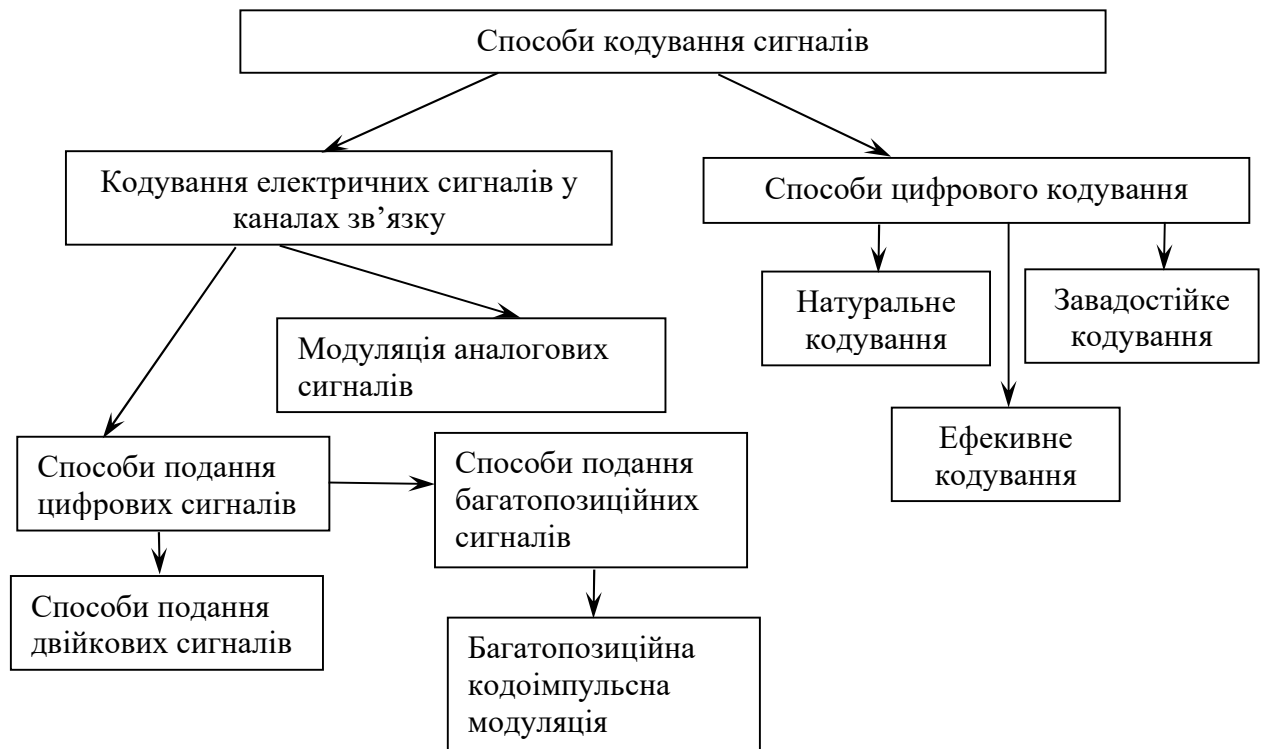 Способи кодування сигналів
Кодування електричних сигналів у
каналах зв’язку
Способи цифрового кодування
Натуральне
кодування
Завадостійке
кодування
Модуляція аналогових
сигналів
Ефекивне
кодування
Способи подання
цифрових сигналів
Способи подання
багатопозиційних
сигналів
Способи подання
двійкових сигналів
Багатопозиційна
кодоімпульсна
модуляція